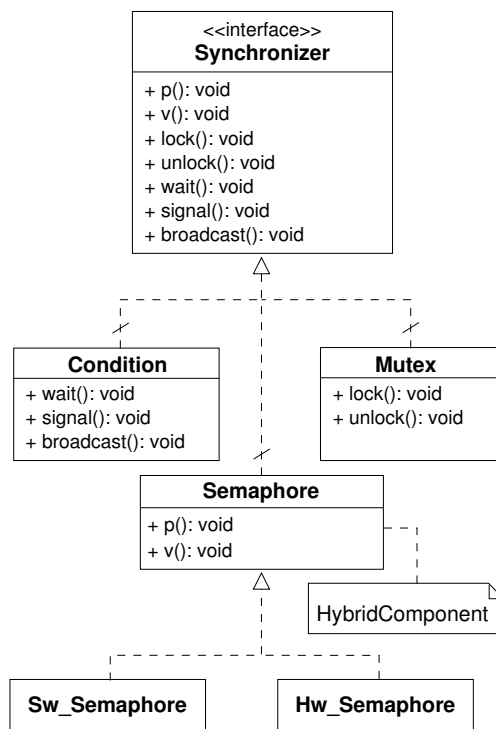 <<interface>>
Synchronizer
+ p(): void
+ v(): void
+ lock(): void
+ unlock(): void
+ wait(): void
+ signal(): void
+ broadcast(): void
Condition
+ wait(): void
+ signal(): void
+ broadcast(): void
Mutex
+ lock(): void
+ unlock(): void
Semaphore
+ p(): void
+ v(): void
HybridComponent
Sw_Semaphore
Hw_Semaphore